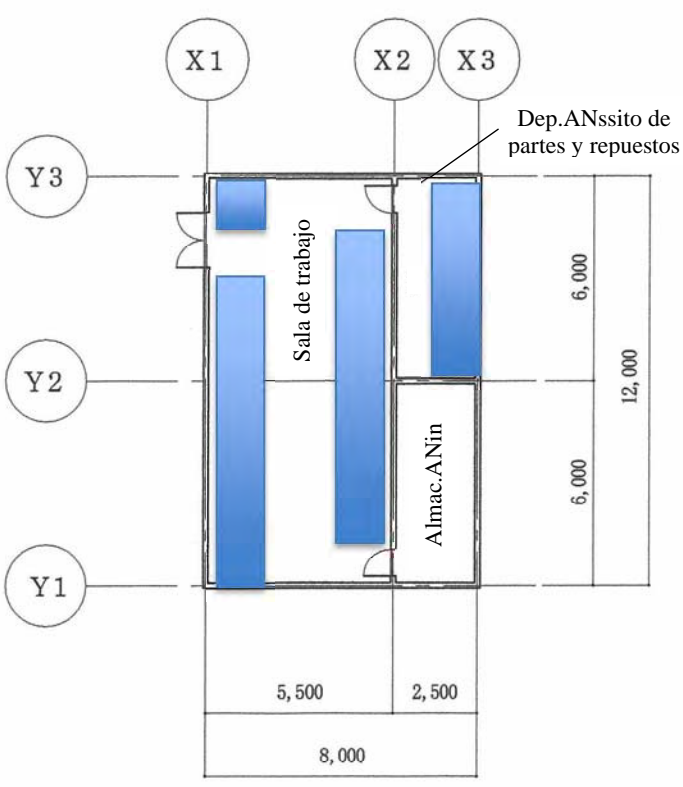 X1
X2
X3
Dep.ANssito de
partes y repuestos
Y3
Sala de trabajo
6,000
12,000
Y2
Almac.ANin
6,000
Y1
5,500
2,500
8,000